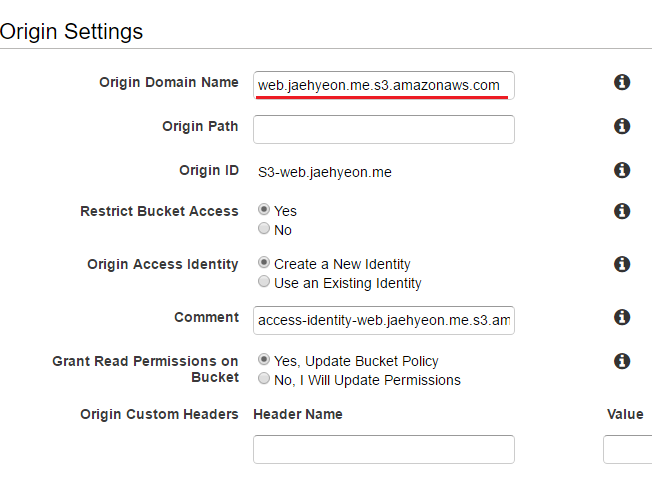 Origin Settings
Origin Domain Name web.jaehyeon.me.s3.amazonaws.com
Origin Path
Origin ID S3-web.jaehyeon.me
Restrict Bucket Access Yes
No
Origin Access Identity Create a New Identity
Use an Existing Identity
Comment access-identity-web.jaehyeon.me.s3.am
Grant Read Permissions on Yes, Update Bucket Policy
Bucket No, I Will Update Permissions
Origin Custom Headers Header Name Value